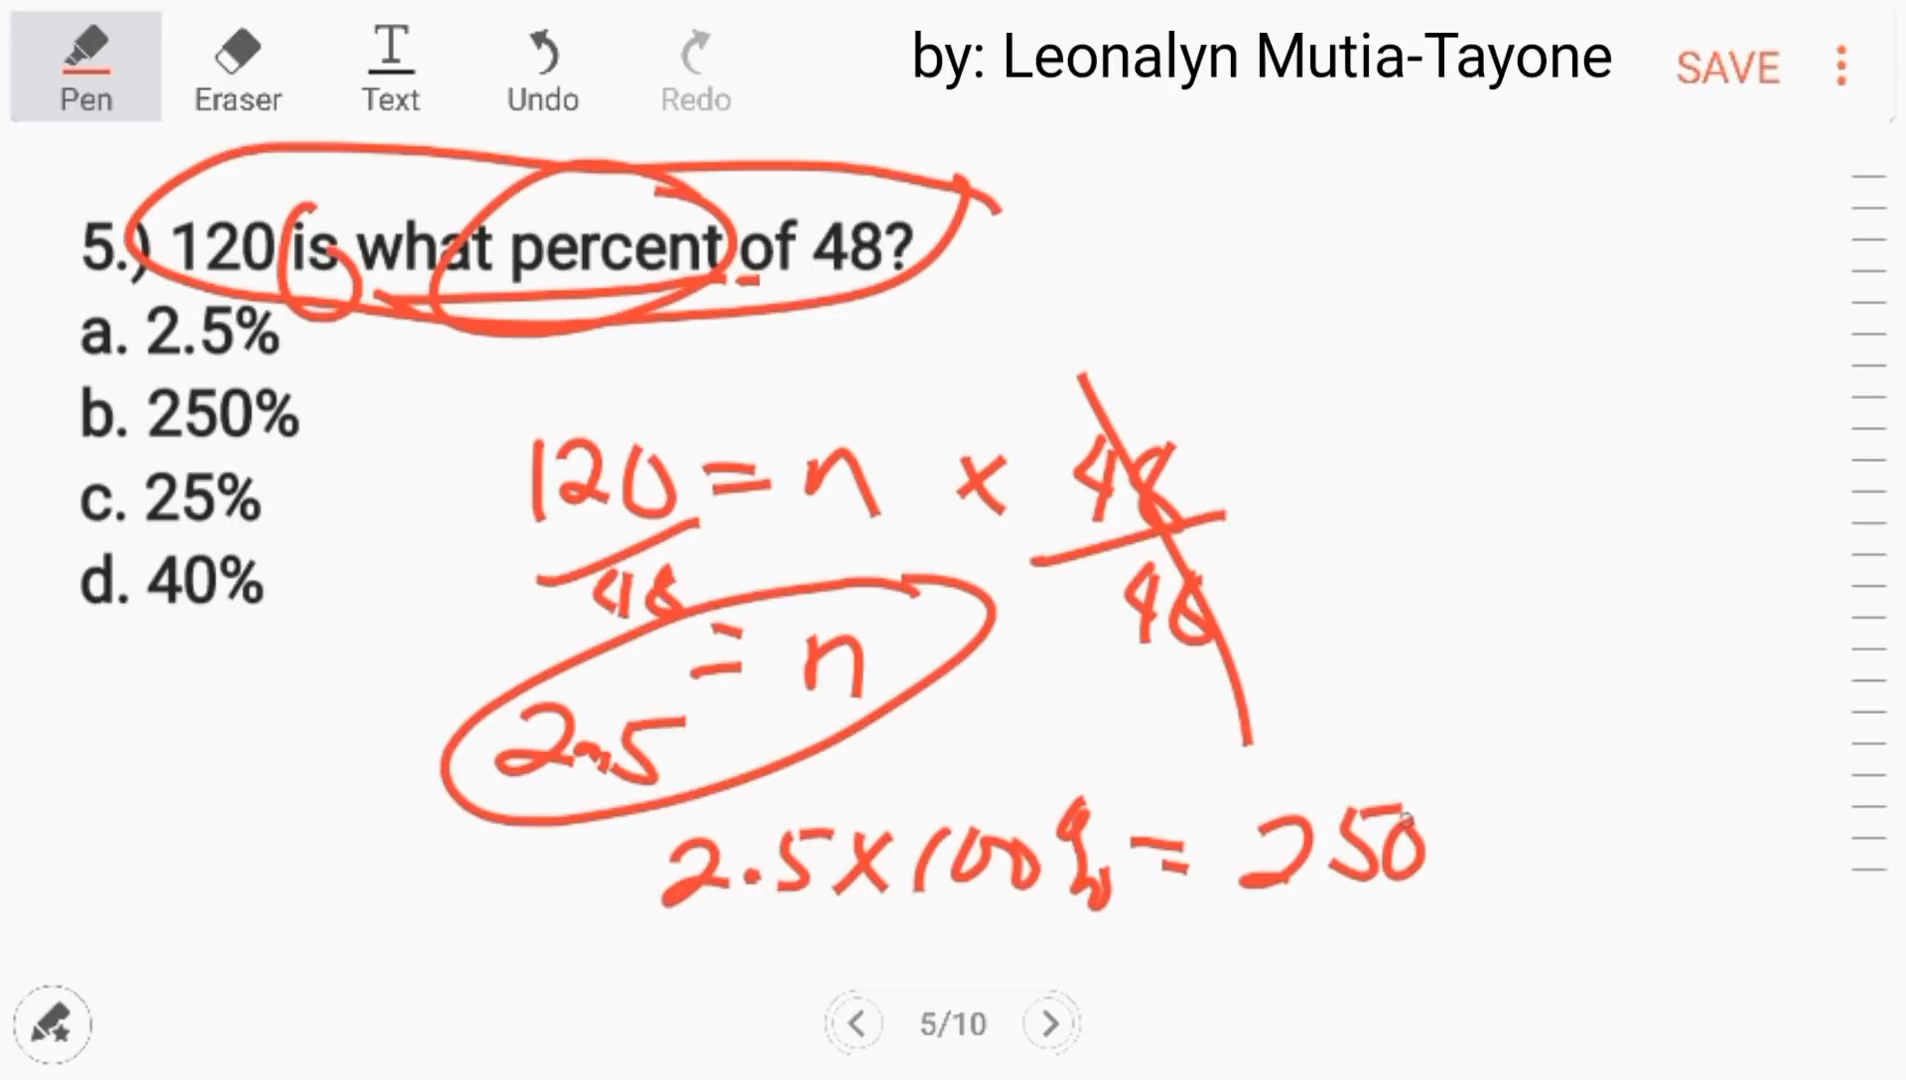 Pen Eraser Text Undo Redo by: Leonalyn Mutia-Tayone SAVE
5.) 120 is what percent of 48?
a. 2.5%
b. 250%
c. 25%
d. 40%
120 = n × 48
48 48
= n
2.5
2.5 × 100% = 250
5/10